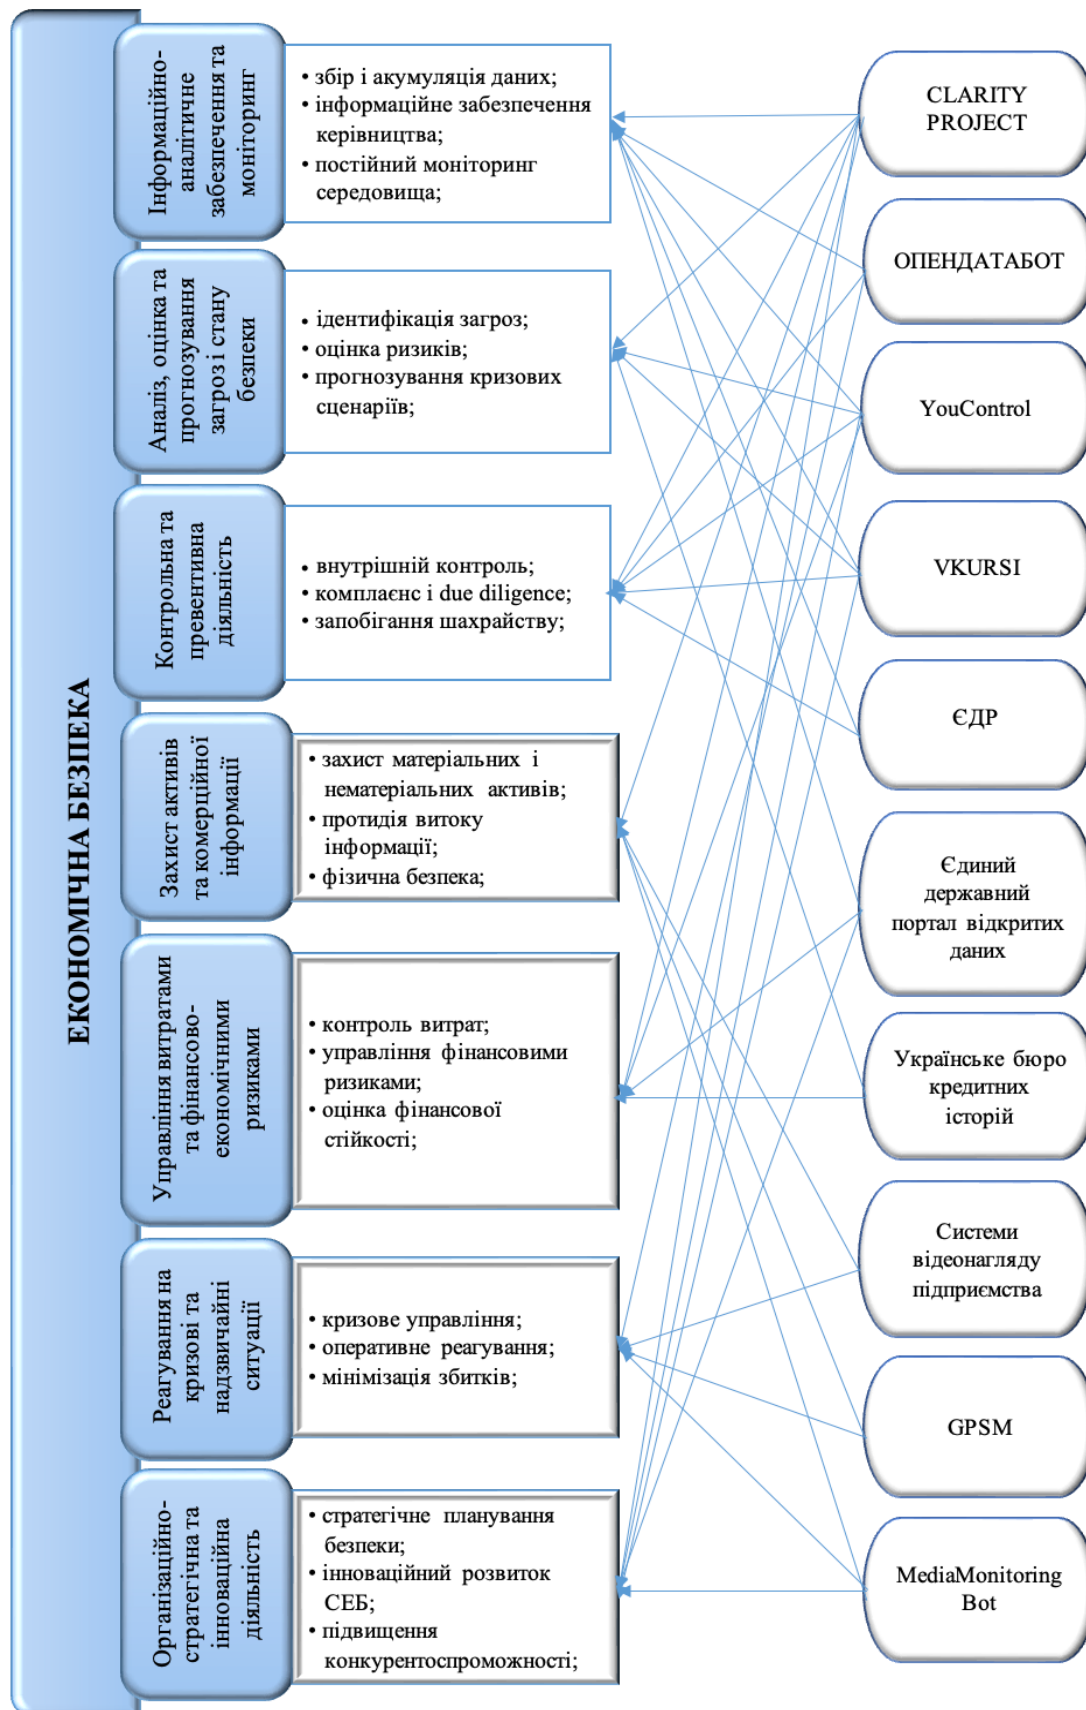 ЕКОНОМІЧНА БЕЗПЕКА
Інформаційно-
аналітичне
забезпечення та
моніторинг
• збір і акумуляція даних;
• інформаційне забезпечення
керівництва;
• постійний моніторинг
середовища;
Аналіз, оцінка та
прогнозування
загроз і стану
безпеки
• ідентифікація загроз;
• оцінка ризиків;
• прогнозування кризових
сценаріїв;
Контрольна та
превентивна
діяльність
• внутрішній контроль;
• комплаєнс і due diligence;
• запобігання шахрайству;
Захист активів
та комерційної
інформації
• захист матеріальних і
нематеріальних активів;
• протидія витоку
інформації;
• фізична безпека;
Управління витратами
та фінансово-
економічними
ризиками
• контроль витрат;
• управління фінансовими
ризиками;
• оцінка фінансової
стійкості;
Реагування на
кризові та
надзвичайні
ситуації
• кризове управління;
• оперативне реагування;
• мінімізація збитків;
Організаційно-
стратегічна та
інноваційна
діяльність
• стратегічне планування
безпеки;
• інноваційний розвиток
СЕБ;
• підвищення
конкурентоспроможності;
CLARITY
PROJECT
ОПЕНДАТАБОТ
YouControl
VKURSI
ЄДР
Єдиний
державний
портал відкритих
даних
Українське бюро
кредитних
історій
Системи
відеонагляду
підприємства
GPSM
MediaMonitoring
Bot